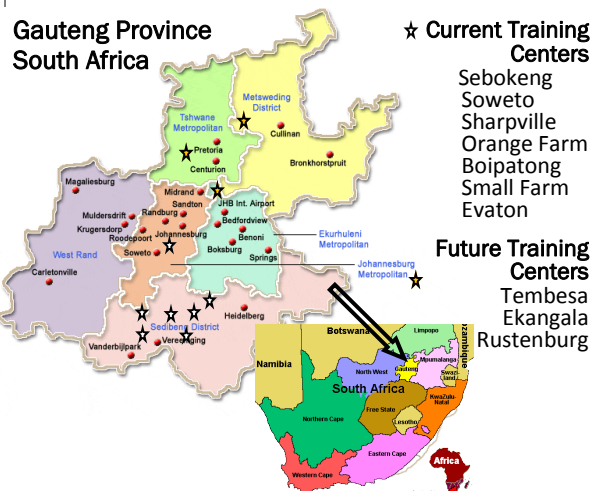 Gauteng Province
South Africa
Current Training
Centers
Sebokeng
Soweto
Sharpville
Orange Farm
Boipatong
Small Farm
Evaton
Future Training
Centers
Tembesa
Ekangala
Rustenburg
Metsweding
District
Tshwane
Metropolitan
Cullinan
Pretoria
Bronkhorstpruit
Centurion
Magaliesburg
Midrand
Sandton
JHB Int. Airport
Muldersdrift
Randburg
Bedfordview
Krugersdorp
Johannesburg
Benoni
Roodepoort
Ekurhuleni
Metropolitan
West Rand
Soweto
Boksburg
Springs
Johannesburg
Metropolitan
Carletonville
Heidelberg
Sedibeng District
Vanderbijlpark
Vereeniging
Botswana
Limpopo
zambique
Namibia
North West
Gauteng
Mpumalanga
Swazi-
land
South Africa
Free State
KwaZulu-
Natal
Northern Cape
Lesotho
Eastern Cape
Western Cape
Africa